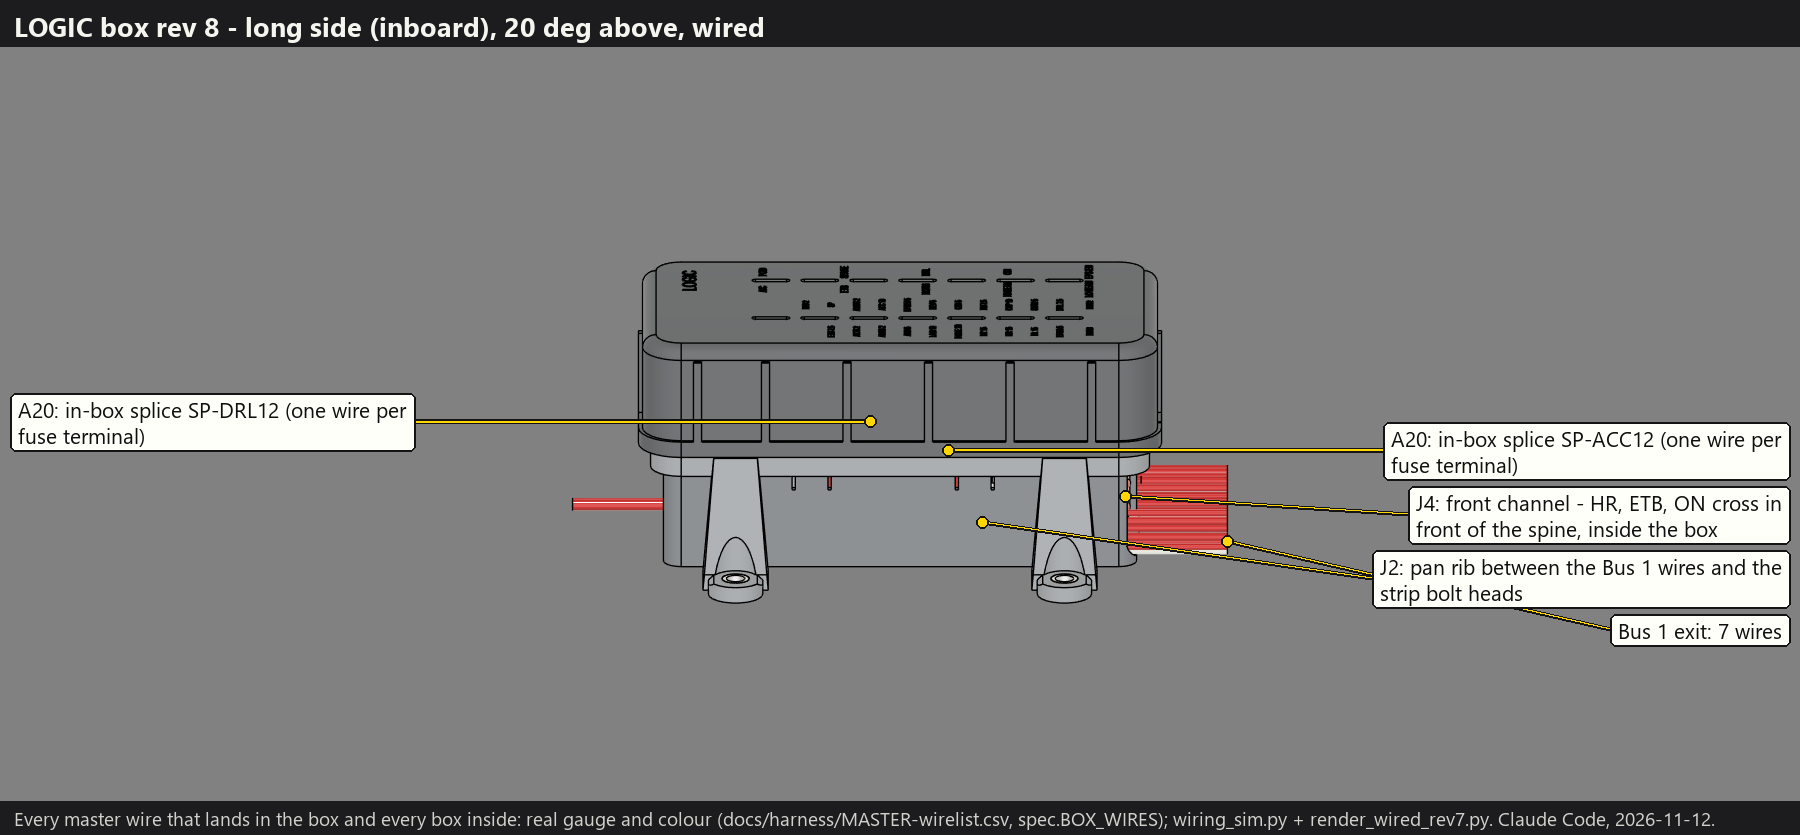 LOGIC box rev 8 - long side (inboard), 20 deg above, wired
LOGIC
A20: in-box splice SP-DRL12 (one wire per
fuse terminal)
A20: in-box splice SP-ACC12 (one wire per
fuse terminal)
J4: front channel - HR, ETB, ON cross in
front of the spine, inside the box
J2: pan rib between the Bus 1 wires and the
strip bolt heads
Bus 1 exit: 7 wires
Every master wire that lands in the box and every box inside: real gauge and colour (docs/harness/MASTER-wirelist.csv, spec.BOX_WIRES); wiring_sim.py + render_wired_rev7.py. Claude Code, 2026-11-12.